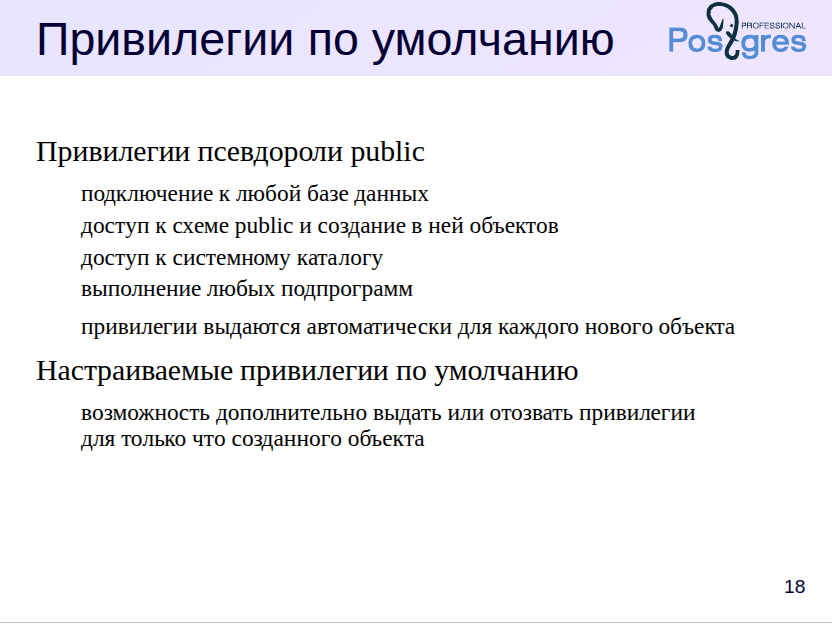 Привилегии по умолчанию
PROFESSIONAL
Postgres
Привилегии псевдороли public
подключение к любой базе данных
доступ к схеме public и создание в ней объектов
доступ к системному каталогу
выполнение любых подпрограмм
привилегии выдаются автоматически для каждого нового объекта
Настраиваемые привилегии по умолчанию
возможность дополнительно выдать или отозвать привилегии
для только что созданного объекта
18